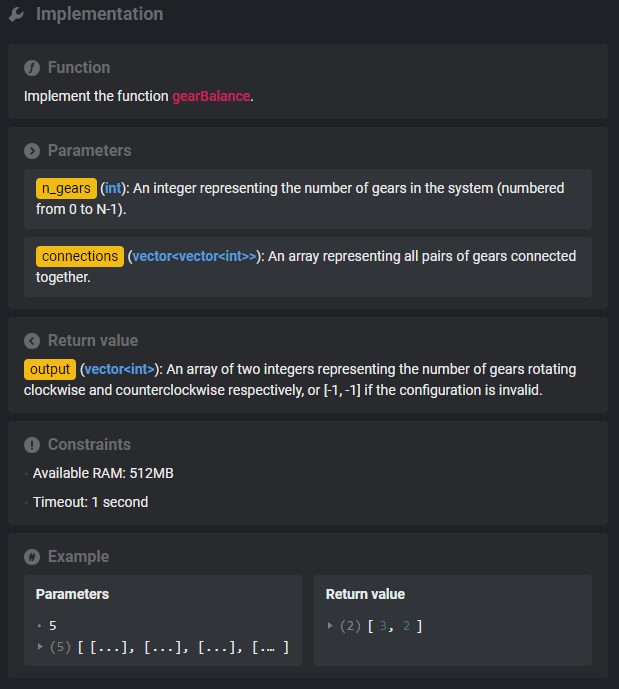 Implementation
Function
Implement the function gearBalance.
Parameters
n_gears (int): An integer representing the number of gears in the system (numbered
from 0 to N-1).
connections (vector<vector<int>>): An array representing all pairs of gears connected
together.
Return value
output (vector<int>): An array of two integers representing the number of gears rotating
clockwise and counterclockwise respectively, or [-1, -1] if the configuration is invalid.
Constraints
Available RAM: 512MB
Timeout: 1 second
Example
Parameters
5
(5) [ [...], [...], [...], [... ]
Return value
(2) [ 3, 2 ]